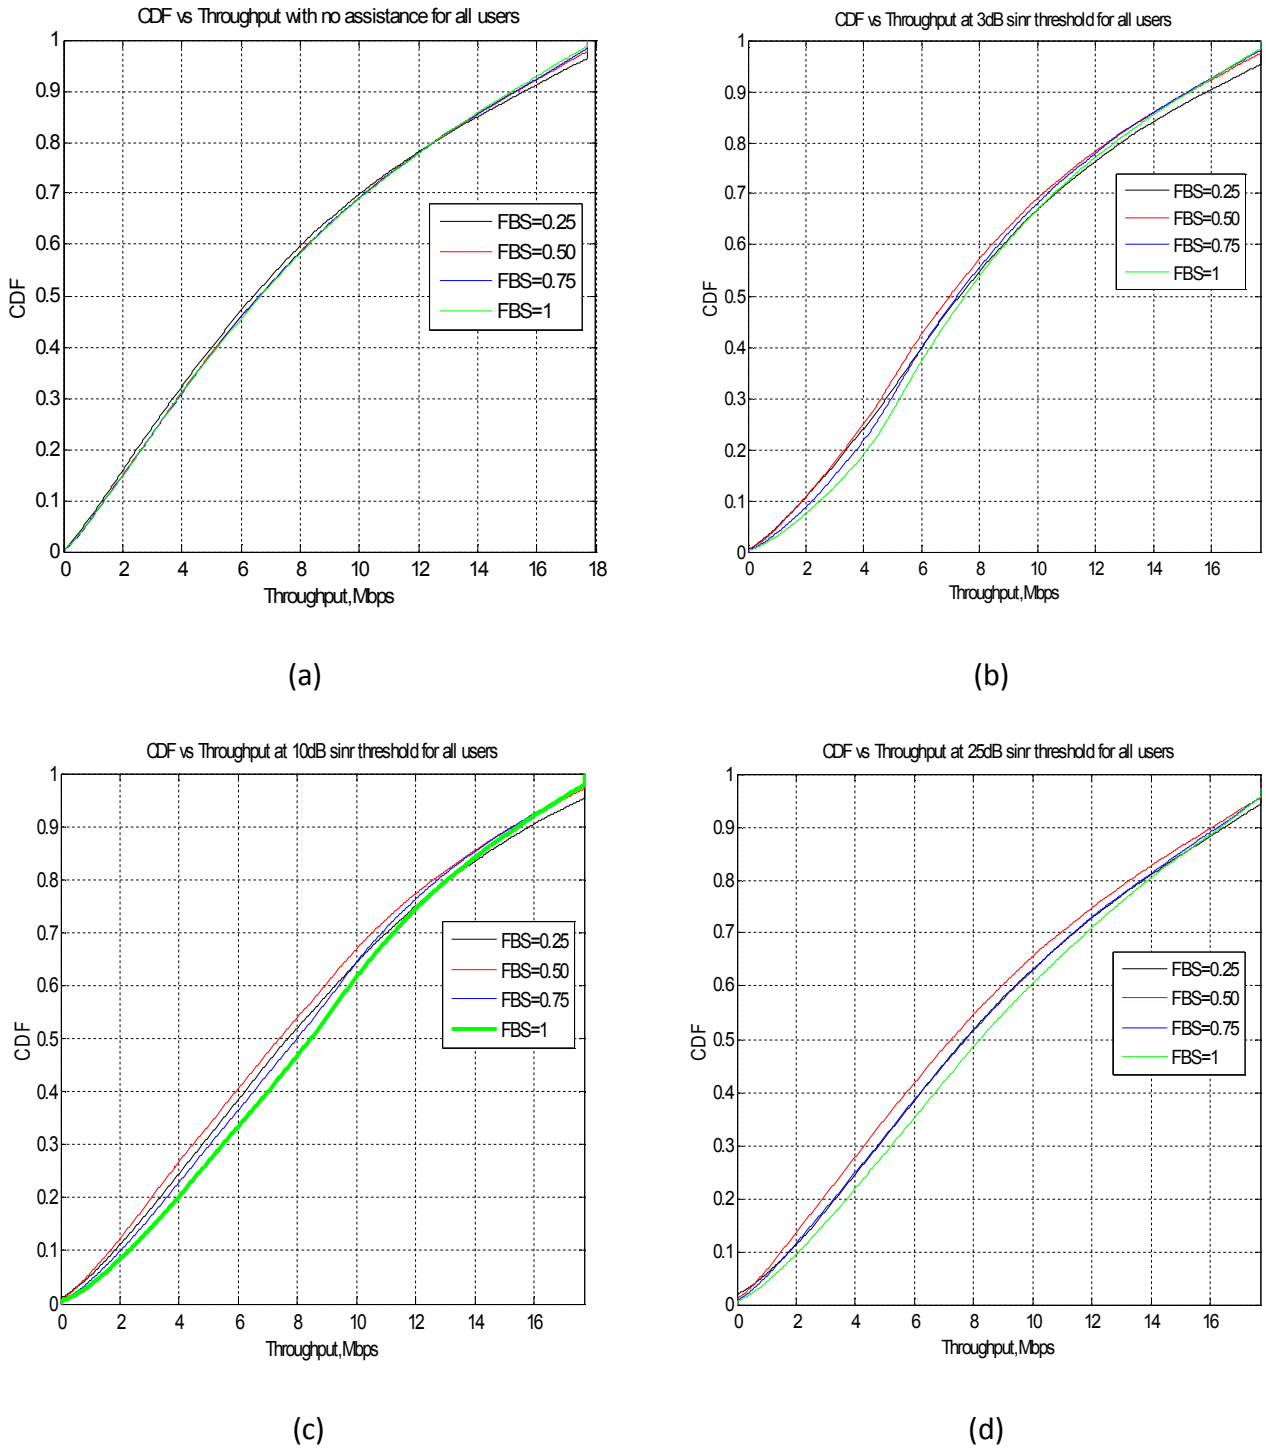 CDF vs Throughput with no assistance for all users
1
0.9
0.8
0.7
0.6
0.5
0.4
0.3
0.2
0.1
0
CDF
FBS=0.25
FBS=0.50
FBS=0.75
FBS=1
0 2 4 6 8 10 12 14 16 18
Throughput,Mbps
(a)
CDF vs Throughput at 3dB sinr threshold for all users
1
0.9
0.8
0.7
0.6
0.5
0.4
0.3
0.2
0.1
0
CDF
FBS=0.25
FBS=0.50
FBS=0.75
FBS=1
0 2 4 6 8 10 12 14 16
Throughput,Mbps
(b)
CDF vs Throughput at 10dB sinr threshold for all users
1
0.9
0.8
0.7
0.6
0.5
0.4
0.3
0.2
0.1
0
CDF
FBS=0.25
FBS=0.50
FBS=0.75
FBS=1
0 2 4 6 8 10 12 14 16
Throughput,Mbps
(c)
CDF vs Throughput at 25dB sinr threshold for all users
1
0.9
0.8
0.7
0.6
0.5
0.4
0.3
0.2
0.1
0
CDF
FBS=0.25
FBS=0.50
FBS=0.75
FBS=1
0 2 4 6 8 10 12 14 16
Throughput,Mbps
(d)